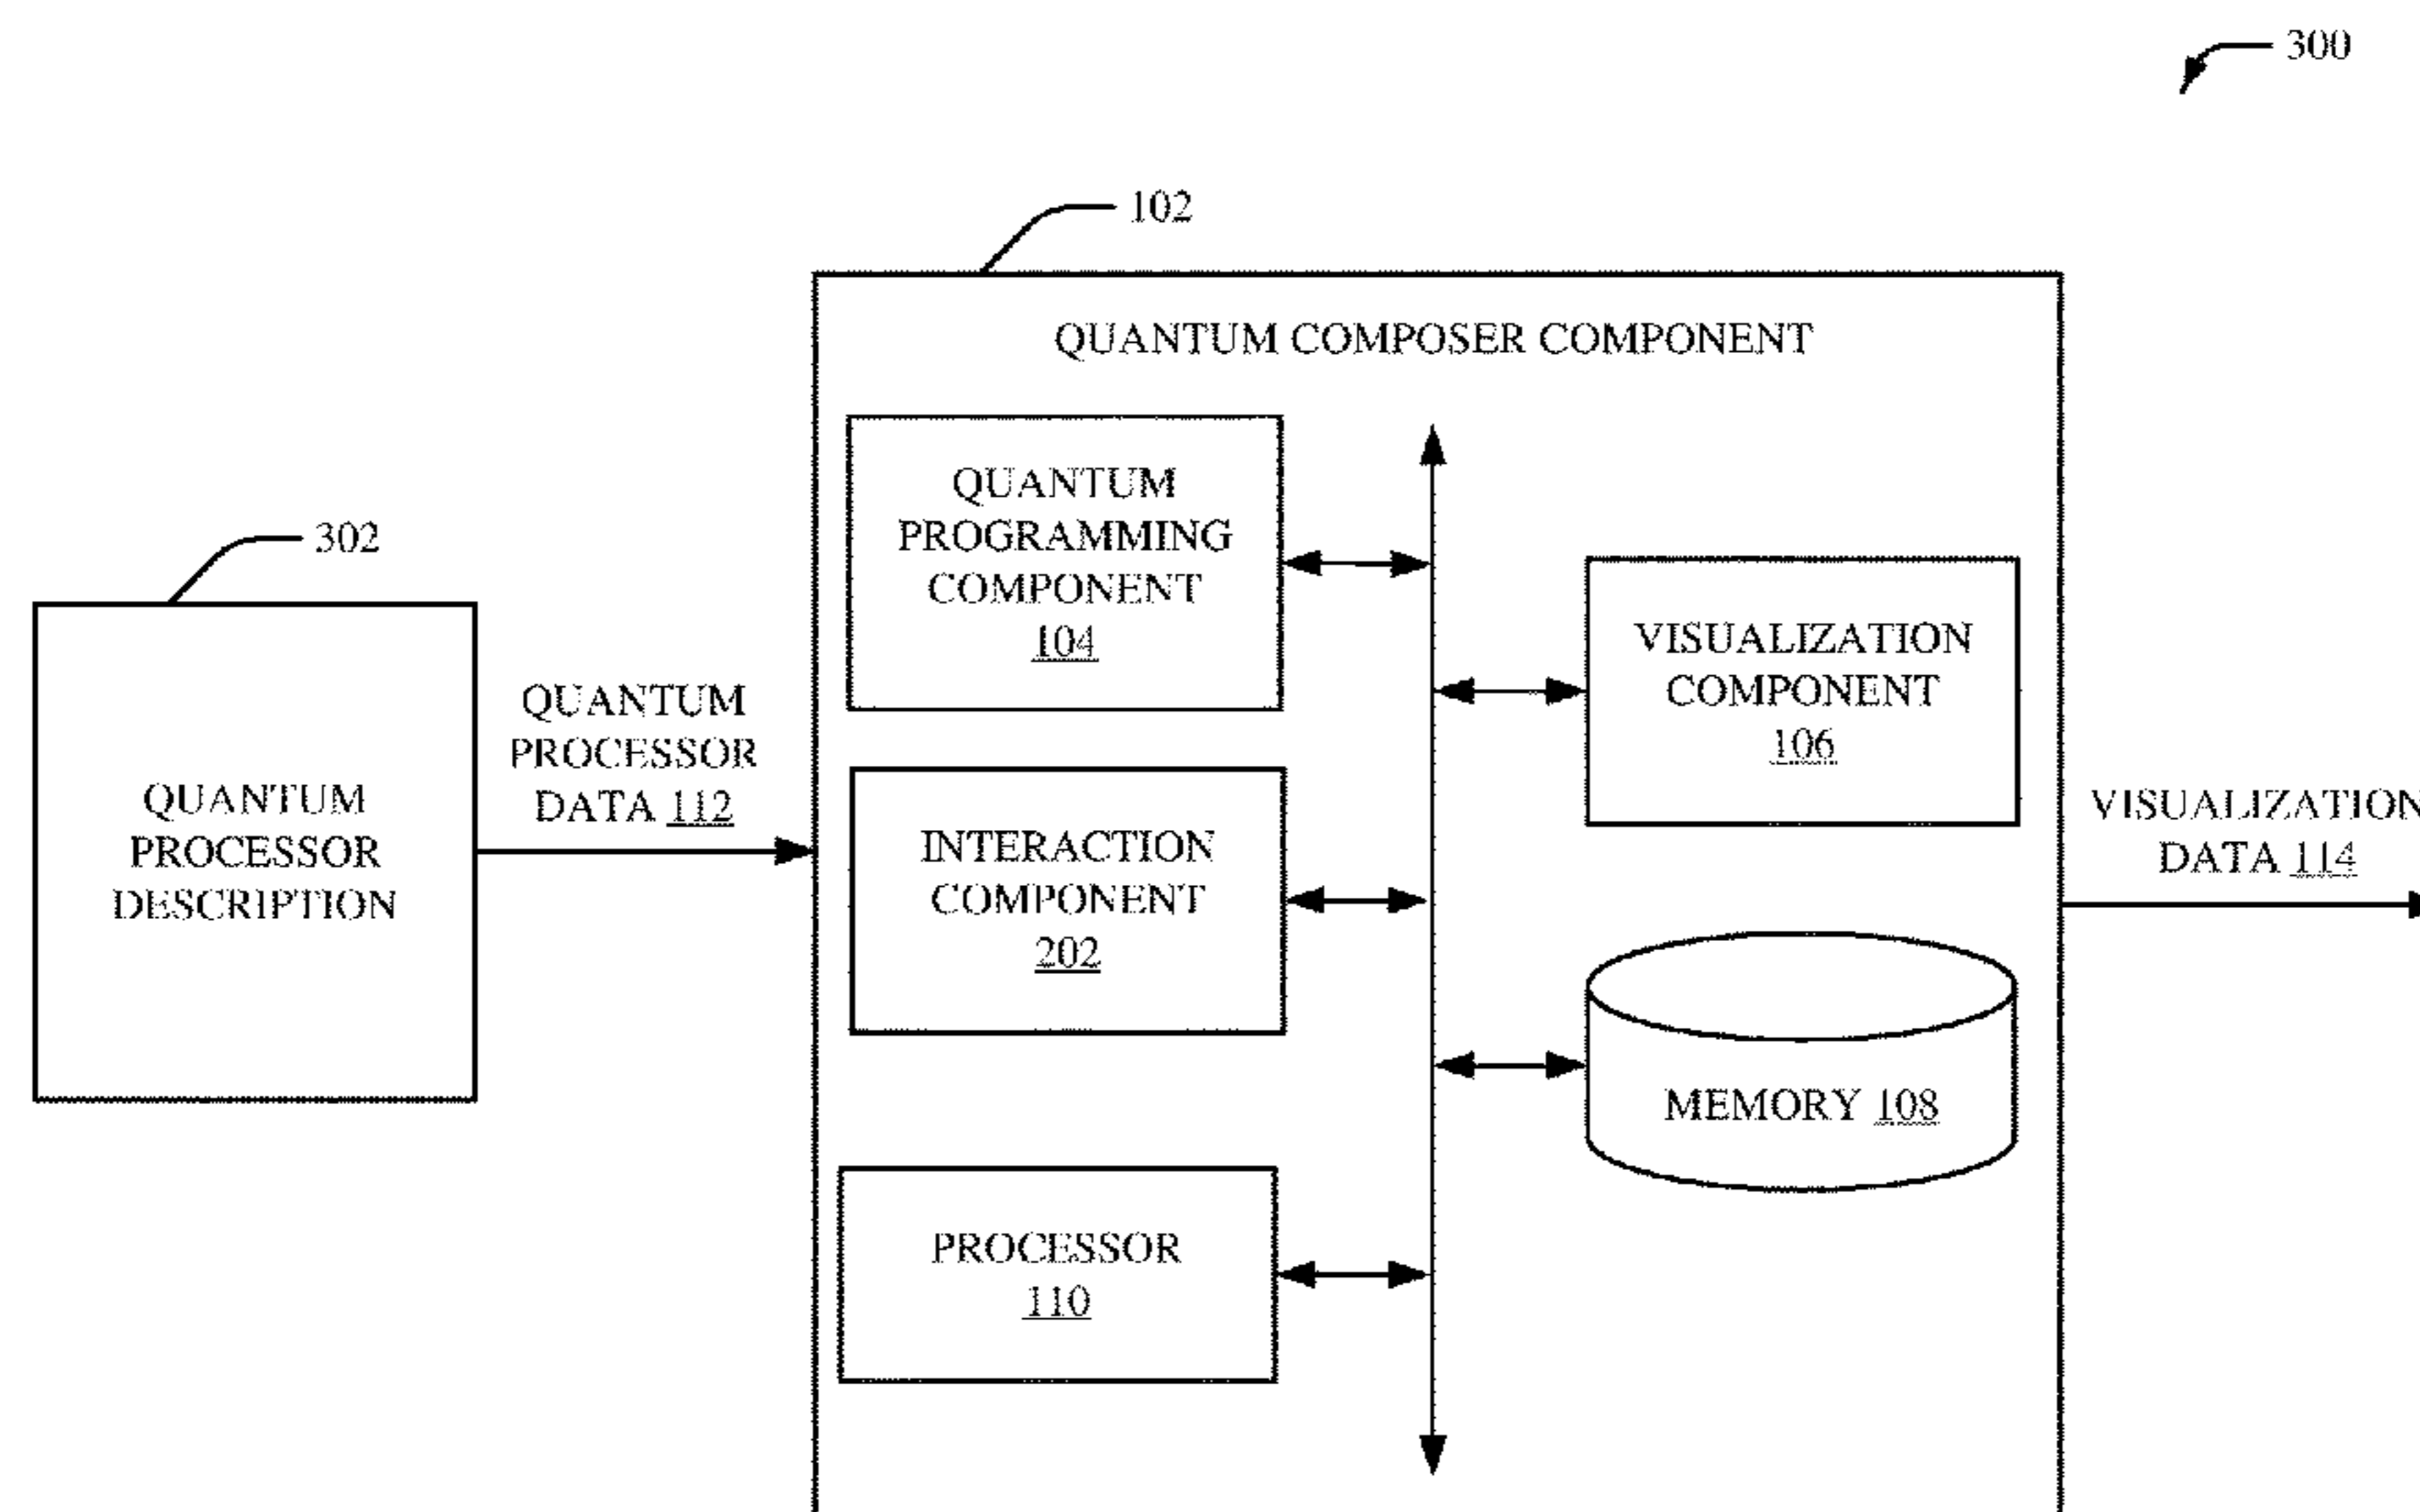 300
102
QUANTUM COMPOSER COMPONENT
QUANTUM
PROGRAMMING
COMPONENT
104
302
VISUALIZATION
COMPONENT
106
QUANTUM
PROCESSOR
DATA 112
QUANTUM
PROCESSOR
DESCRIPTION
INTERACTION
COMPONENT
202
VISUALIZATION
DATA 114
MEMORY 108
PROCESSOR
110